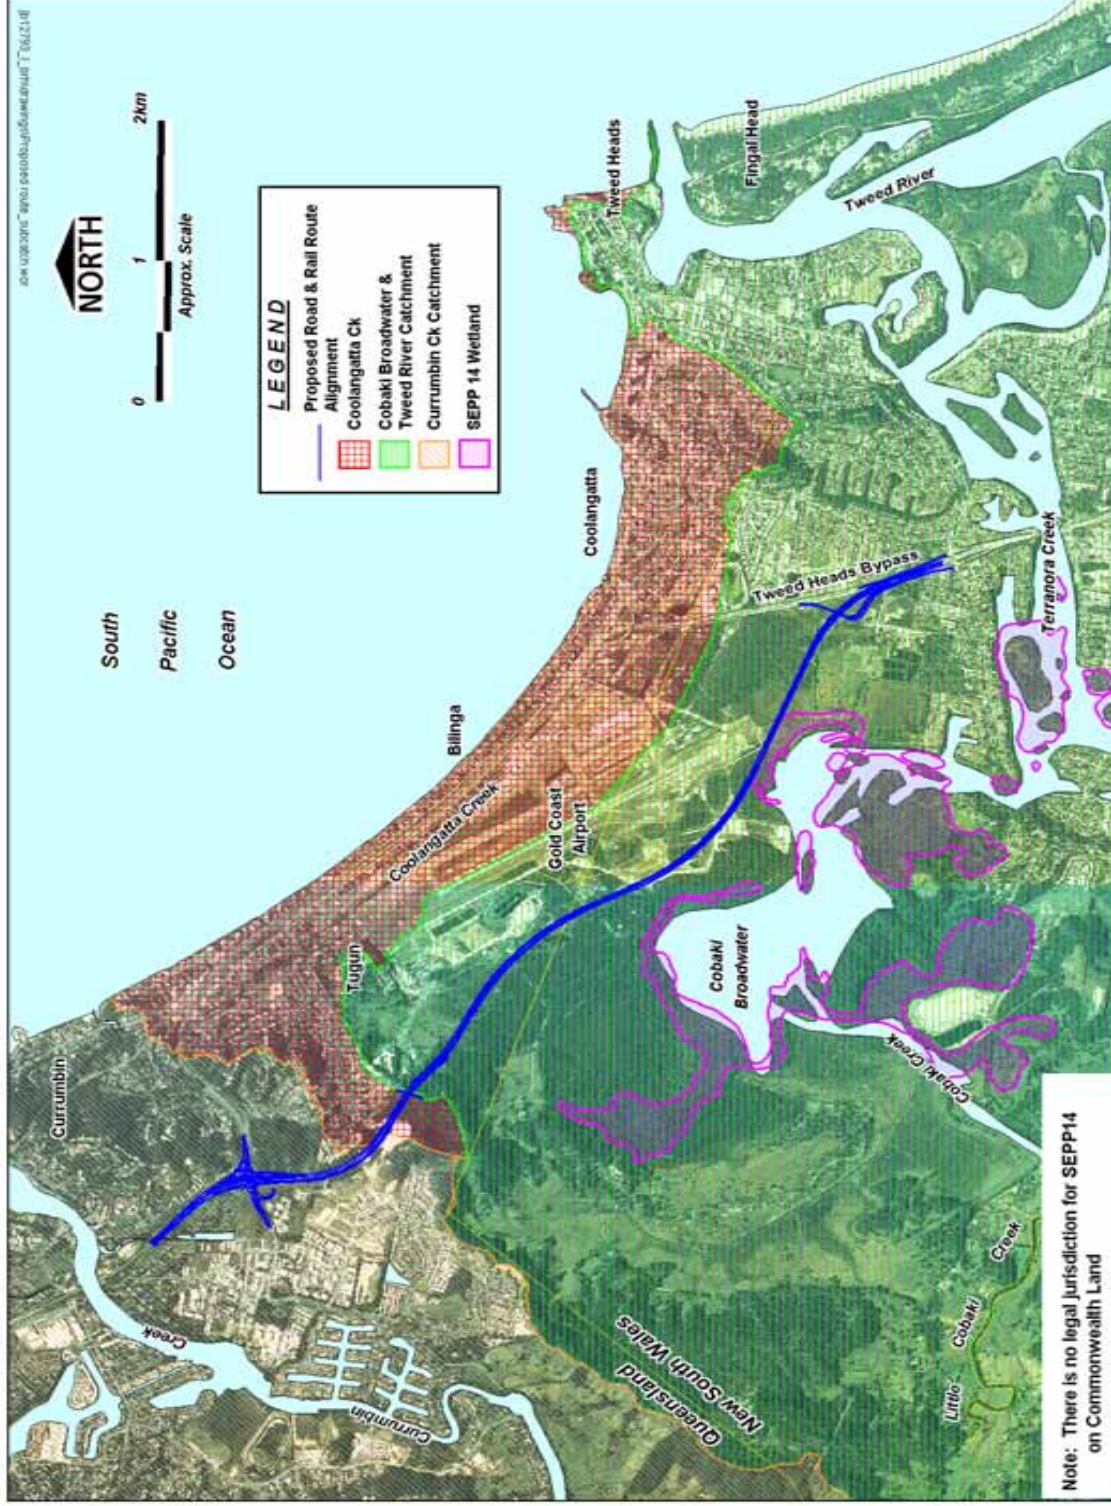 NORTH
0 1 2km
Approx. Scale
LEGEND
Proposed Road & Rail Route
Alignment
Coolangatta Ck
Cobaki Broadwater &
Tweed River Catchment
Currumbin Ck Catchment
SEPP 14 Wetland
South
Pacific
Ocean
Currumbin
Creek
Currumbin
Tugun
Bilinga
Coolangatta Creek
Gold Coast
Airport
Coolangatta
Tweed Heads
Fingal Head
Tweed River
Tweed Heads Bypass
Terranora Creek
Cobaki
Broadwater
Cobaki Creek
Queensland
New South Wales
Little
Cobaki
Creek
Note: There is no legal jurisdiction for SEPP14
on Commonwealth Land